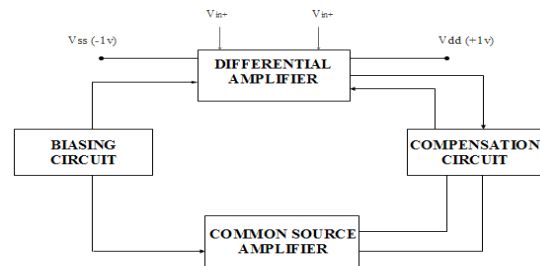 Vin+ Vin+
Vss (-1v) Vdd (+1v)
DIFFERENTIAL
AMPLIFIER
BIASING
CIRCUIT
COMPENSATION
CIRCUIT
COMMON SOURCE
AMPLIFIER